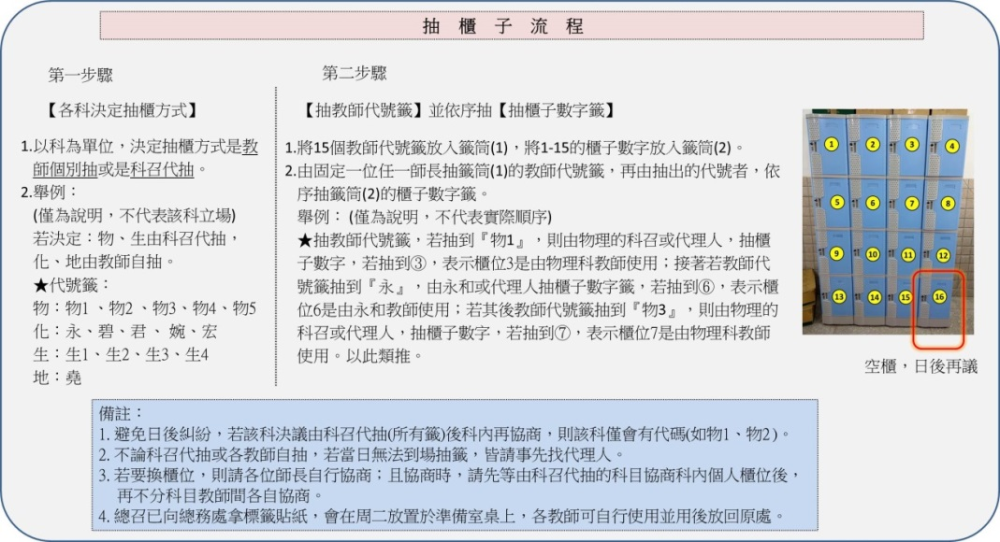 抽 櫃 子 流 程
第一步驟
【各科決定抽櫃方式】
1.以科為單位，決定抽櫃方式是教
師個別抽或是科召代抽。
2.舉例：
(僅為說明，不代表該科立場)
若決定：物、生由科召代抽，
化、地由教師自抽。
★代號籤：
物：物1、物2、物3、物4、物5
化：永、碧、君、婉、宏
生：生1、生2、生3、生4
地：堯
第二步驟
【抽教師代號籤】並依序抽【抽櫃子數字籤】
1.將15個教師代號籤放入籤筒(1)，將1-15的櫃子數字放入籤筒(2)。
2.由固定一位任一師長抽籤筒(1)的教師代號籤，再由抽出的代號者，依
序抽籤筒(2)的櫃子數字籤。
舉例：(僅為說明，不代表實際順序)
★抽教師代號籤，若抽到『物1』，則由物理的科召或代理人，抽櫃
子數字，若抽到③，表示櫃位3是由物理科教師使用；接著若教師代
號籤抽到『永』，由永和或代理人抽櫃子數字籤，若抽到⑥，表示櫃
位6是由永和教師使用；若其後教師代號籤抽到『物3』，則由物理的
科召或代理人，抽櫃子數字，若抽到⑦，表示櫃位7是由物理科教師
使用。以此類推。
1 2 3 4
5 6 7 8
9 10 11 12
13 14 15 16
空櫃，日後再議
備註：
1. 避免日後糾紛，若該科決議由科召代抽(所有籤)後科內再協商，則該科僅會有代碼(如物1、物2)。
2. 不論科召代抽或各教師自抽，若當日無法到場抽籤，皆請事先找代理人。
3. 若要換櫃位，則請各位師長自行協商；且協商時，請先等由科召代抽的科目協商科內個人櫃位後，
再不分科目教師間各自協商。
4. 總召已向總務處拿標籤貼紙，會在周二放置於準備室桌上，各教師可自行使用並用後放回原處。